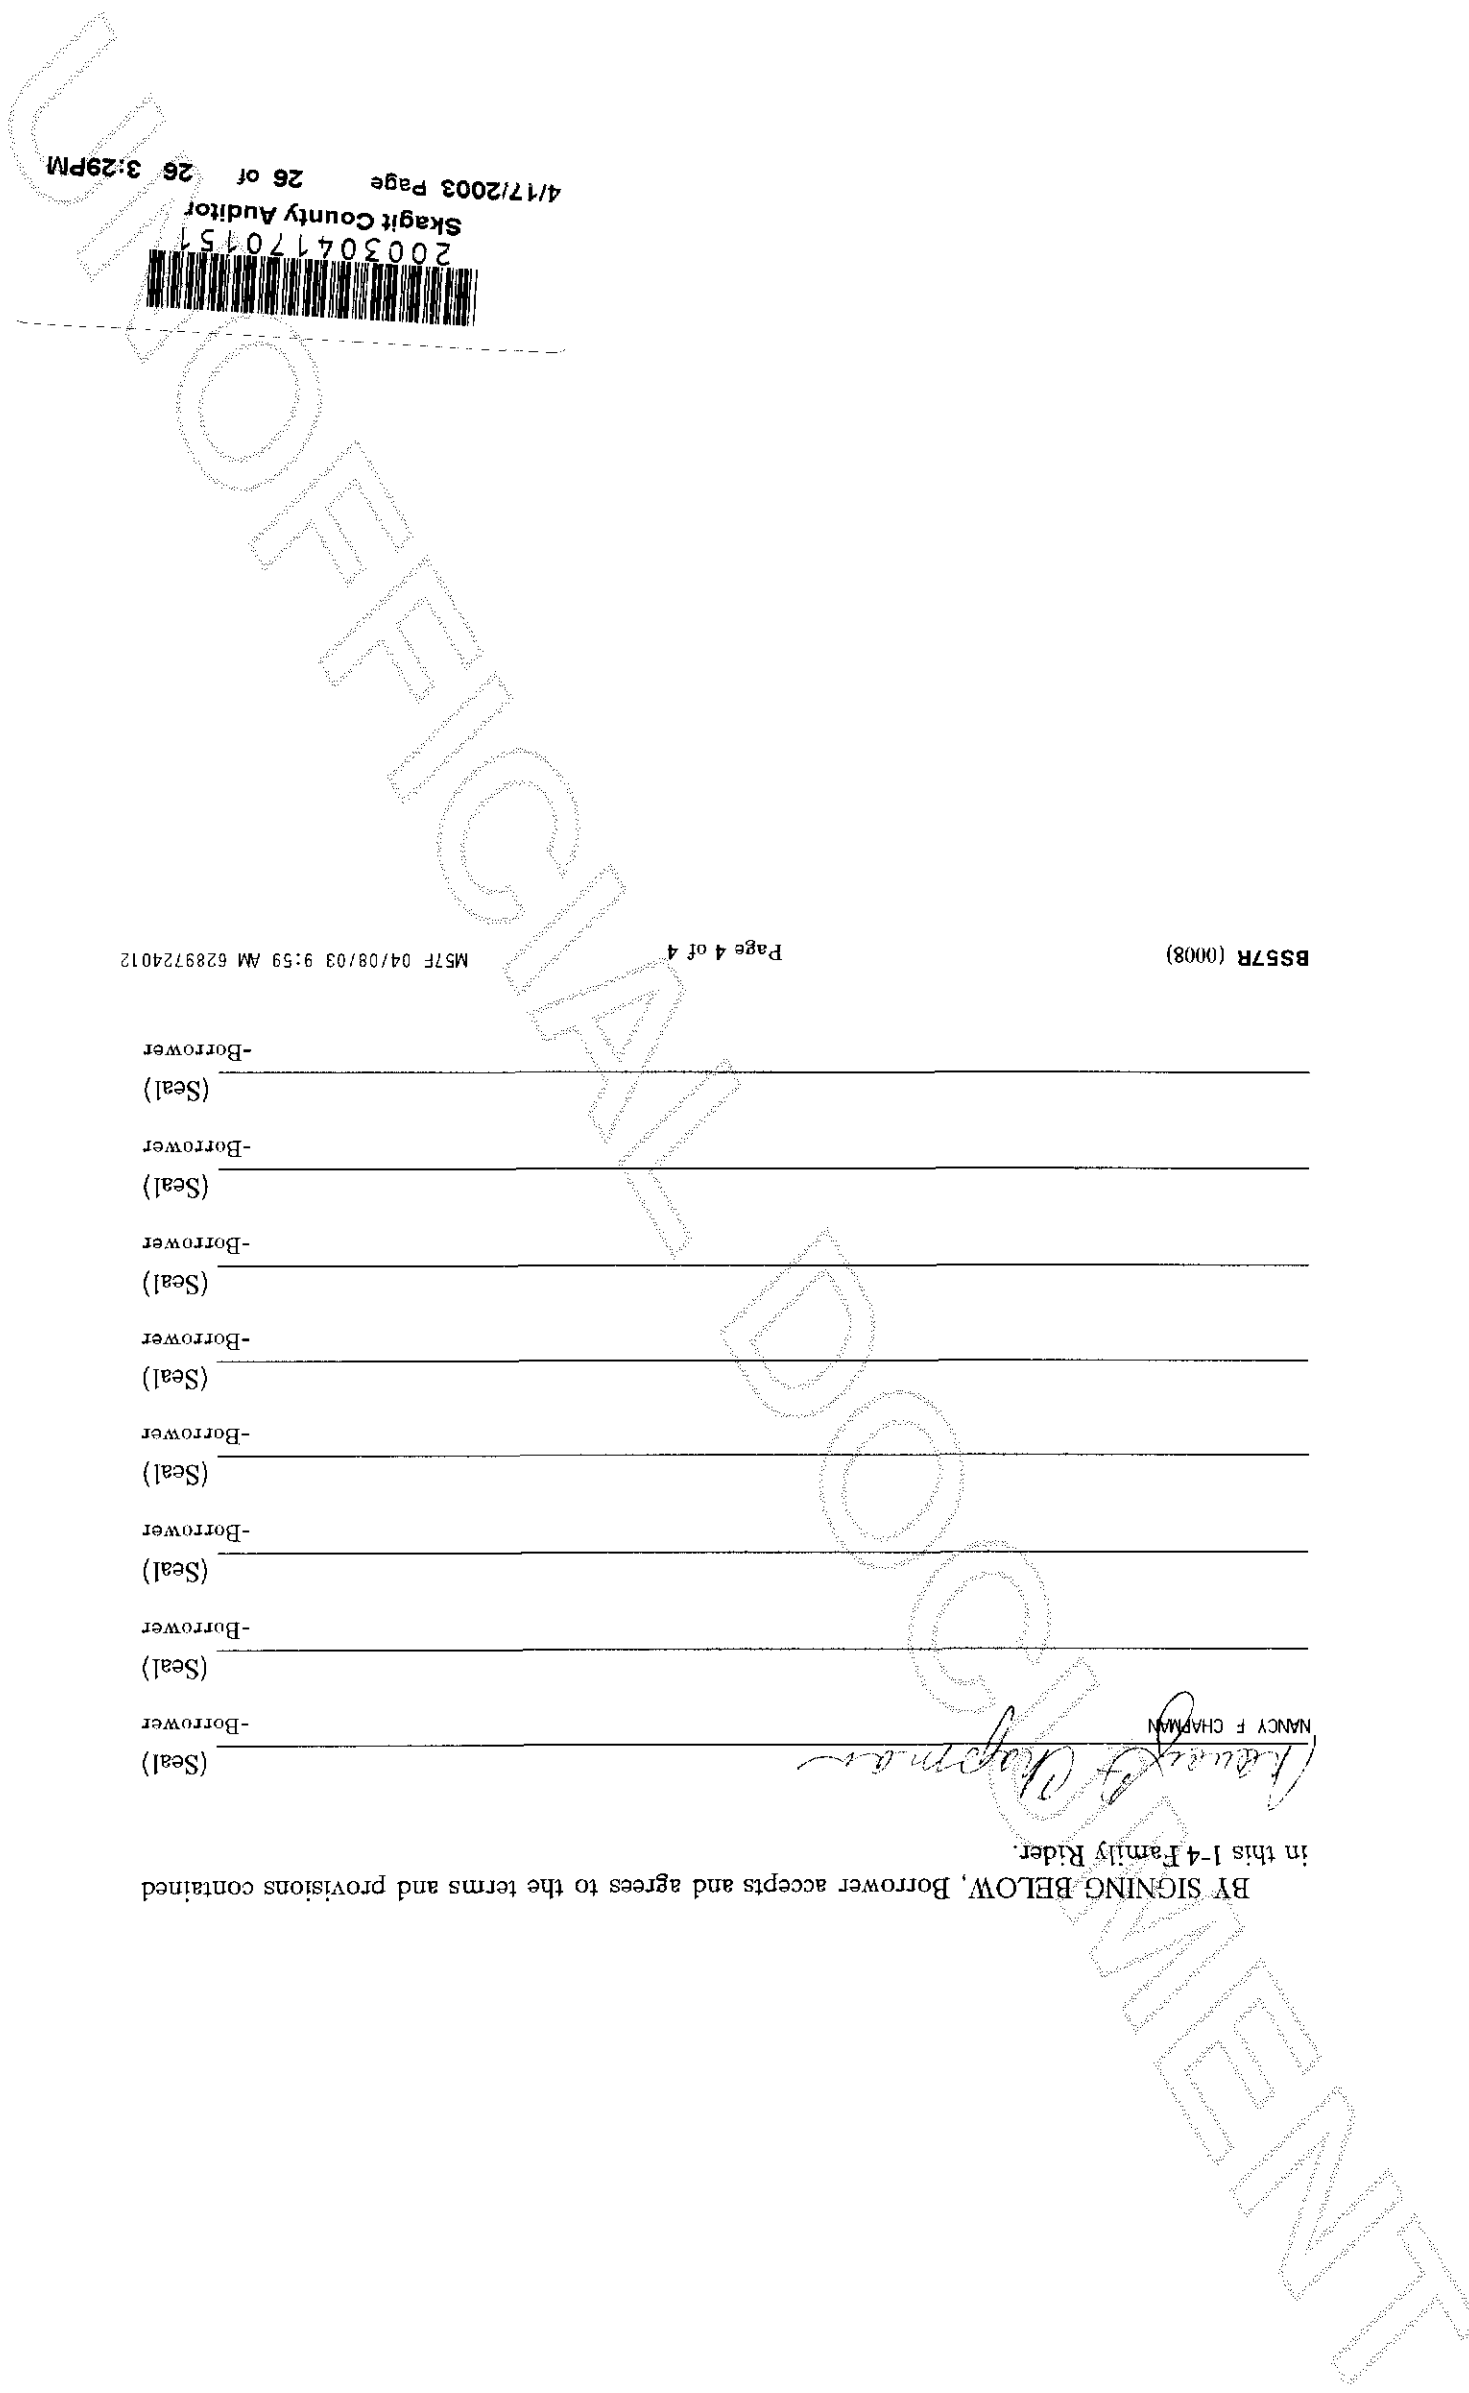 BY SIGNING BELOW, Borrower accepts and agrees to the terms and provisions contained
in this 1-4 Family Rider.
Nancy F Chapman (Seal)
NANCY F CHAPMAN -Borrower
(Seal)
-Borrower
(Seal)
-Borrower
(Seal)
-Borrower
(Seal)
-Borrower
(Seal)
-Borrower
(Seal)
-Borrower
(Seal)
-Borrower
BS57R (0008) Page 4 of 4 M57F 04/08/03 9:59 AM 6289724012
200304170151
Skagit County Auditor
4/17/2003 Page 26 of 26 3:29PM
UNOFFICIAL DOCUMENT